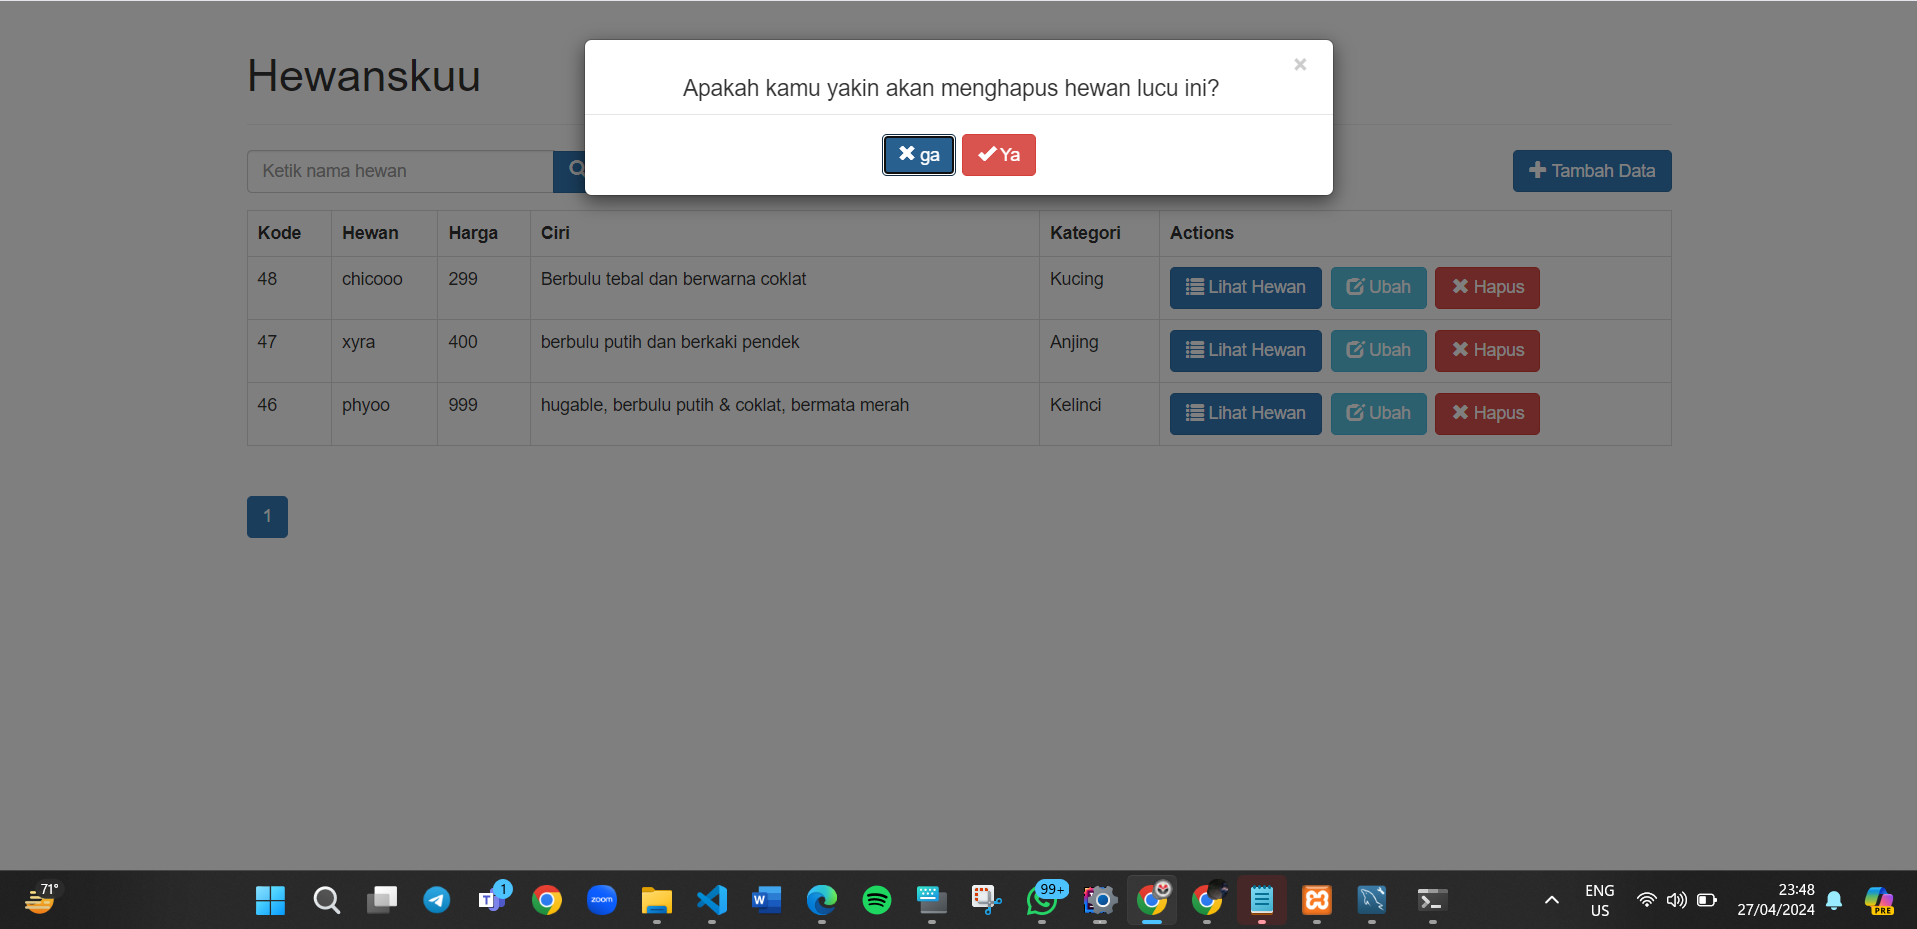 Hewanskuu
×
Apakah kamu yakin akan menghapus hewan lucu ini?
ga Ya
Ketik nama hewan
Tambah Data
Kode Hewan Harga Ciri Kategori Actions
48 chicooo 299 Berbulu tebal dan berwarna coklat Kucing Lihat Hewan Ubah Hapus
47 xyra 400 berbulu putih dan berkaki pendek Anjing Lihat Hewan Ubah Hapus
46 phyoo 999 hugable, berbulu putih & coklat, bermata merah Kelinci Lihat Hewan Ubah Hapus
1
71°
1
zoom
W
99+
ENG
US
23:48
27/04/2024
PRE